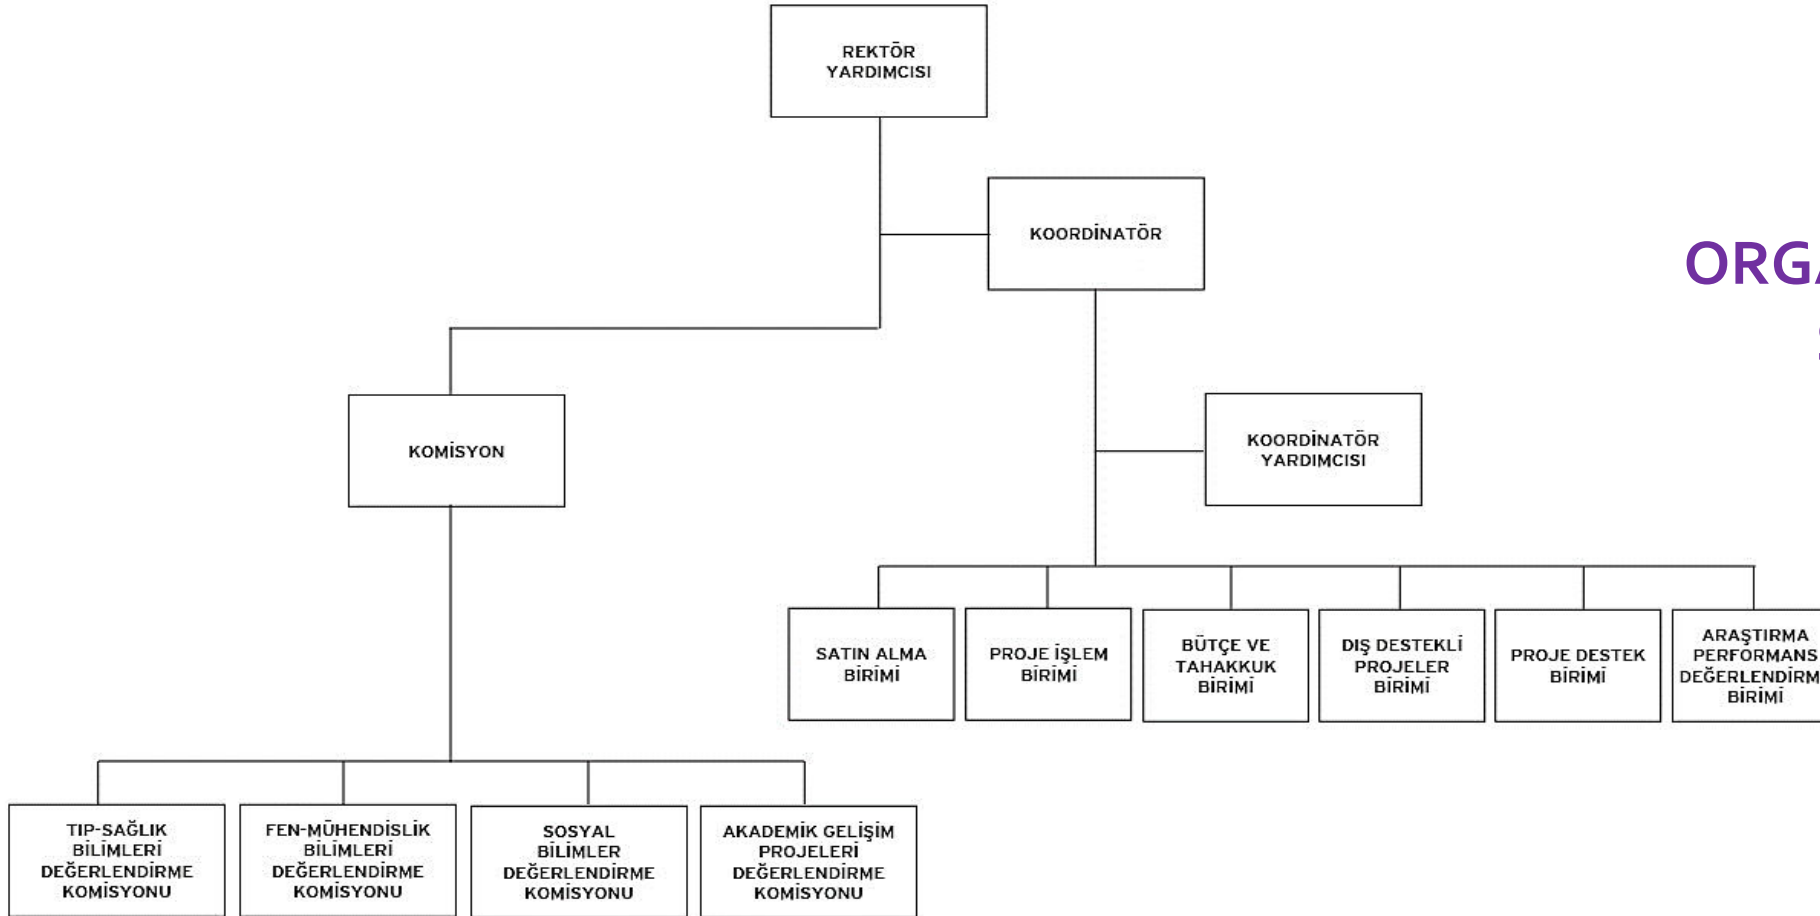 REKTÖR
YARDIMCISI
KOORDİNATÖR
ORGA
KOMİSYON
KOORDİNATÖR
YARDIMCISI
SATIN ALMA
BİRİMİ
PROJE İŞLEM
BİRİMİ
BÜTÇE VE
TAHAKKUK
BİRİMİ
DIŞ DESTEKLİ
PROJELER
BİRİMİ
PROJE DESTEK
BİRİMİ
ARAŞTIRMA
PERFORMANS
DEĞERLENDİRM
BİRİMİ
TIP-SAĞLIK
BİLİMLERİ
DEĞERLENDİRME
KOMİSYONU
FEN-MÜHENDİSLİK
BİLİMLERİ
DEĞERLENDİRME
KOMİSYONU
SOSYAL
BİLİMLER
DEĞERLENDİRME
KOMİSYONU
AKADEMİK GELİŞİM
PROJELERİ
DEĞERLENDİRME
KOMİSYONU